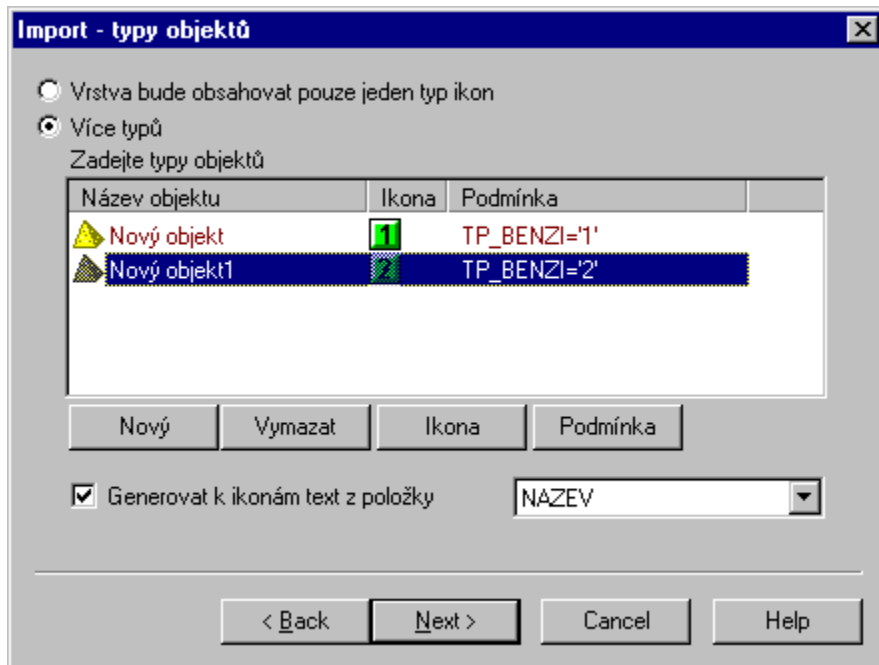 Import - typy objektů
Vrstva bude obsahovat pouze jeden typ ikon
Více typů
Zadejte typy objektů
Název objektu Ikona Podmínka
Nový objekt 1 TP_BENZI='1'
Nový objekt1 2 TP_BENZI='2'
Nový Vymazat Ikona Podmínka
Generovat k ikonám text z položky NAZEV
< Back Next > Cancel Help